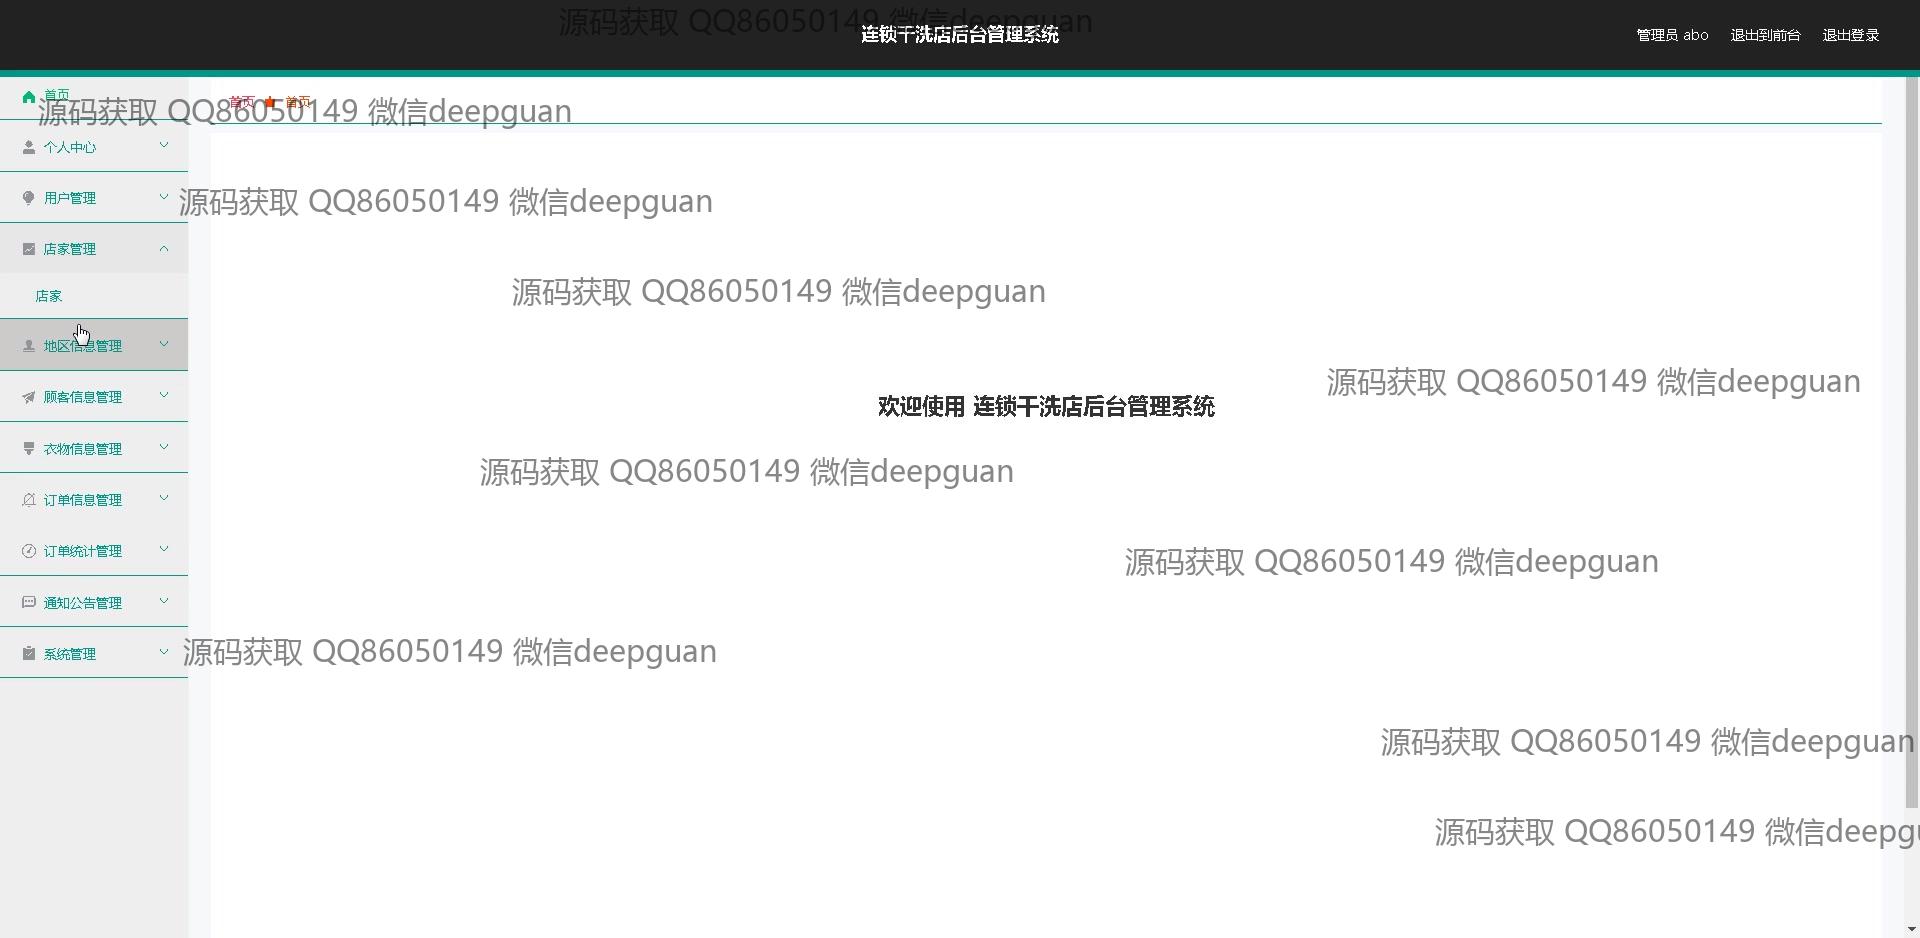 源码获取 QQ86050149 微信deepguan
连锁干洗店后台管理系统
管理员 abo
退出到前台
退出登录
首页
首页 首页
源码获取 QQ86050149 微信deepguan
个人中心
用户管理
源码获取 QQ86050149 微信deepguan
店家管理
店家
源码获取 QQ86050149 微信deepguan
地区信息管理
源码获取 QQ86050149 微信deepguan
顾客信息管理
欢迎使用 连锁干洗店后台管理系统
衣物信息管理
源码获取 QQ86050149 微信deepguan
订单信息管理
订单统计管理
源码获取 QQ86050149 微信deepguan
通知公告管理
系统管理
源码获取 QQ86050149 微信deepguan
源码获取 QQ86050149 微信deepguan
源码获取 QQ86050149 微信deepgu